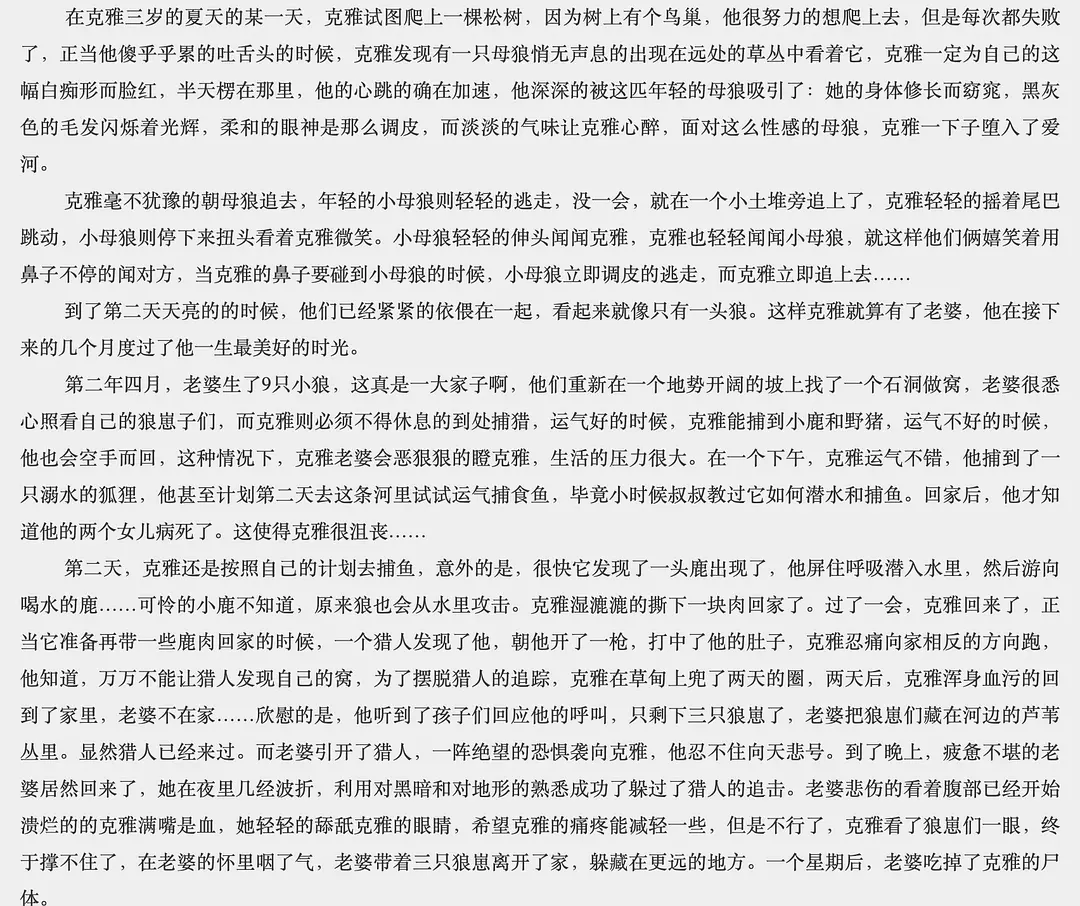 在克雅三岁的夏天的某一天，克雅试图爬上一棵松树，因为树上有个鸟巢，他很努力的想爬上去，但是每次都失败
了，正当他傻乎乎累的吐舌头的时候，克雅发现有一只母狼悄无声息的出现在远处的草丛中看着它，克雅一定为自己的这
幅白痴形而脸红，半天楞在那里，他的心跳的确在加速，他深深的被这匹年轻的母狼吸引了：她的身体修长而窈窕，黑灰
色的毛发闪烁着光辉，柔和的眼神是那么调皮，而淡淡的气味让克雅心醉，面对这么性感的母狼，克雅一下子堕入了爱
河。
克雅毫不犹豫的朝母狼追去，年轻的小母狼则轻轻的逃走，没一会，就在一个小土堆旁追上了，克雅轻轻的摇着尾巴
跳动，小母狼则停下来扭头看着克雅微笑。小母狼轻轻的伸头闻闻克雅，克雅也轻轻闻闻小母狼，就这样他们俩嬉笑着用
鼻子不停的闻对方，当克雅的鼻子要碰到小母狼的时候，小母狼立即调皮的逃走，而克雅立即追上去……
到了第二天天亮的的时候，他们已经紧紧的依偎在一起，看起来就像只有一头狼。这样克雅就算有了老婆，他在接下
来的几个月度过了他一生最美好的时光。
第二年四月，老婆生了9只小狼，这真是一大家子啊，他们重新在一个地势开阔的坡上找了一个石洞做窝，老婆很悉
心照看自己的狼崽子们，而克雅则必须不得休息的到处捕猎，运气好的时候，克雅能捕到小鹿和野猪，运气不好的时候，
他也会空手而回，这种情况下，克雅老婆会恶狠狠的瞪克雅，生活的压力很大。在一个下午，克雅运气不错，他捕到了一
只溺水的狐狸，他甚至计划第二天去这条河里试试运气捕食鱼，毕竟小时候叔叔教过它如何潜水和捕鱼。回家后，他才知
道他的两个女儿病死了。这使得克雅很沮丧……
第二天，克雅还是按照自己的计划去捕鱼，意外的是，很快它发现了一头鹿出现了，他屏住呼吸潜入水里，然后游向
喝水的鹿……可怜的小鹿不知道，原来狼也会从水里攻击。克雅湿漉漉的撕下一块肉回家了。过了一会，克雅回来了，正
当它准备再带一些鹿肉回家的时候，一个猎人发现了他，朝他开了一枪，打中了他的肚子，克雅忍痛向家相反的方向跑，
他知道，万万不能让猎人发现自己的窝，为了摆脱猎人的追踪，克雅在草甸上兜了两天的圈，两天后，克雅浑身血污的回
到了家里，老婆不在家……欣慰的是，他听到了孩子们回应他的呼叫，只剩下三只狼崽了，老婆把狼崽们藏在河边的芦苇
丛里。显然猎人已经来过。而老婆引开了猎人，一阵绝望的恐惧袭向克雅，他忍不住向天悲号。到了晚上，疲惫不堪的老
婆居然回来了，她在夜里几经波折，利用对黑暗和对地形的熟悉成功了躲过了猎人的追击。老婆悲伤的看着腹部已经开始
溃烂的的克雅满嘴是血，她轻轻的舔舐克雅的眼睛，希望克雅的痛疼能减轻一些，但是不行了，克雅看了狼崽们一眼，终
于撑不住了，在老婆的怀里咽了气，老婆带着三只狼崽离开了家，躲藏在更远的地方。一个星期后，老婆吃掉了克雅的尸
体。